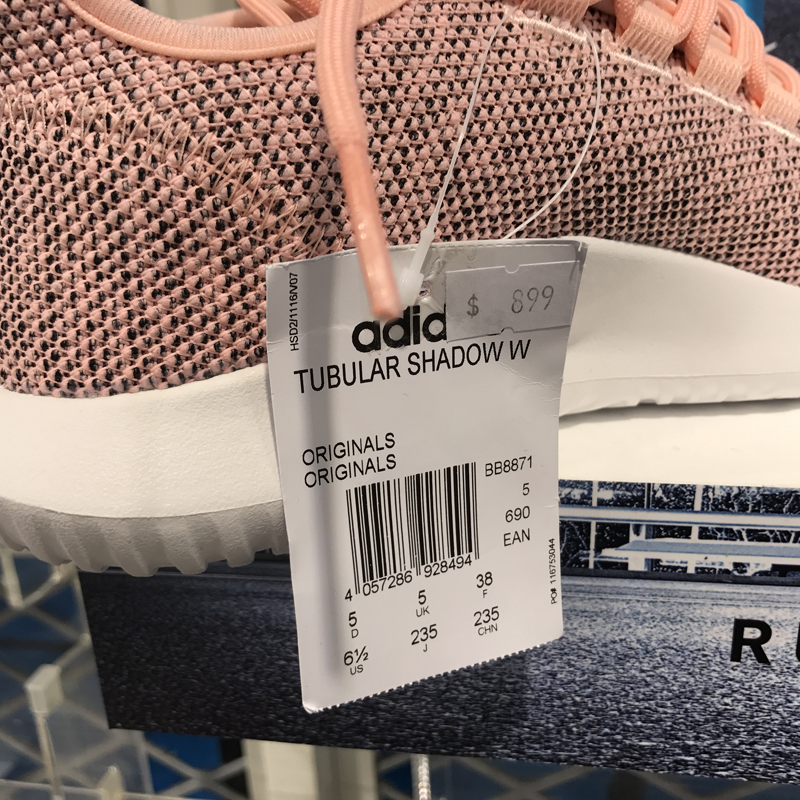 HSD2/1116/V07
$ 899
adid
TUBULAR SHADOW W
ORIGINALS
ORIGINALS
BB8871
5
690
EAN
4 057286 928494
5 5 38
D UK F
6½ 235 235
US J CHN
PO# 116753044
RU